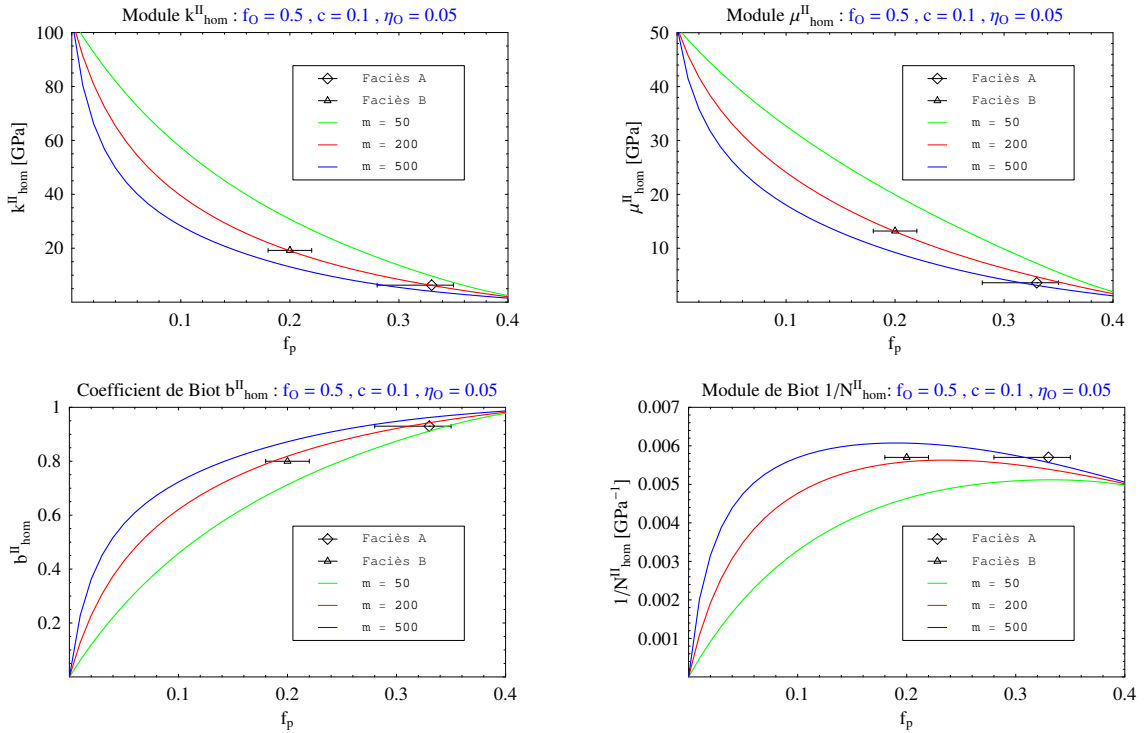 Module k^II_hom : f_O = 0.5 , c = 0.1 , η_O = 0.05
100
80
60
40
20
k^II_hom [GPa]
Faciès A
Faciès B
m = 50
m = 200
m = 500
0.1
0.2
0.3
0.4
f_p
Module μ^II_hom : f_O = 0.5 , c = 0.1 , η_O = 0.05
50
40
30
20
10
μ^II_hom [GPa]
Faciès A
Faciès B
m = 50
m = 200
m = 500
0.1
0.2
0.3
0.4
f_p
Coefficient de Biot b^II_hom : f_O = 0.5 , c = 0.1 , η_O = 0.05
1
0.8
0.6
0.4
0.2
b^II_hom
Faciès A
Faciès B
m = 50
m = 200
m = 500
0.1
0.2
0.3
0.4
f_p
Module de Biot 1/N^II_hom: f_O = 0.5 , c = 0.1 , η_O = 0.05
0.007
0.006
0.005
0.004
0.003
0.002
0.001
1/N^II_hom [GPa^−1]
Faciès A
Faciès B
m = 50
m = 200
m = 500
0.1
0.2
0.3
0.4
f_p